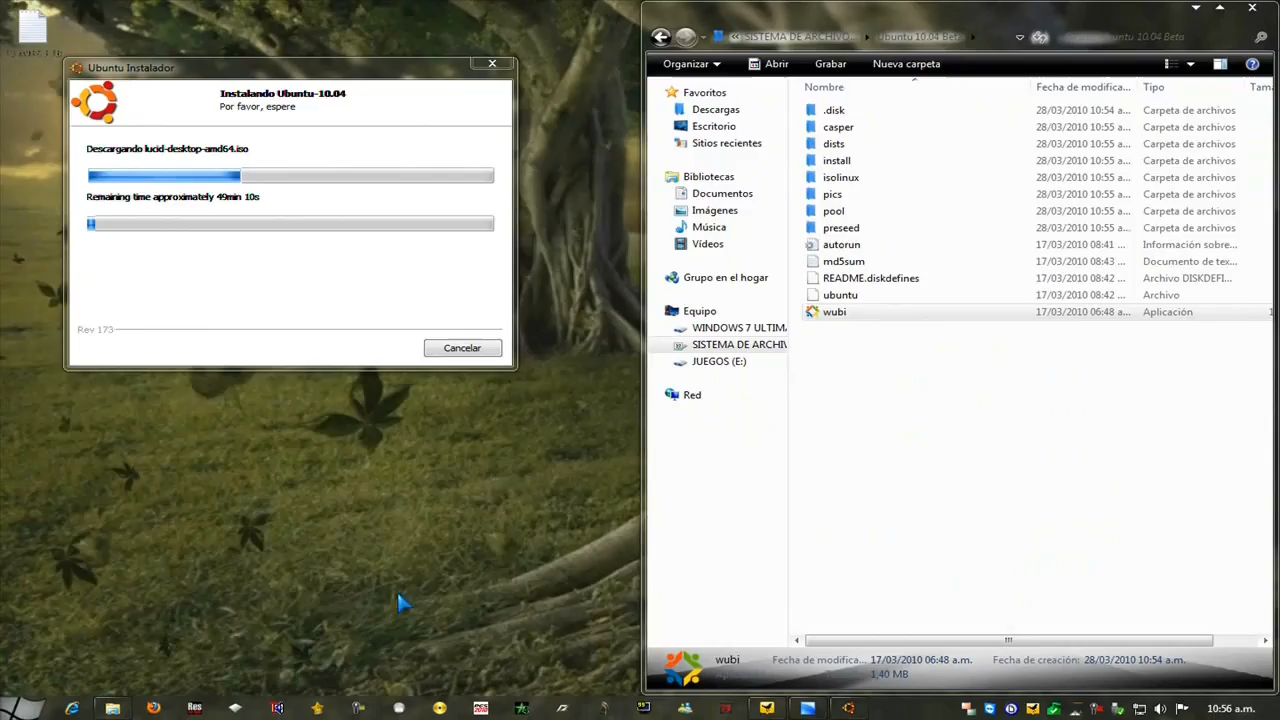 Ubuntu Instalador
Instalando Ubuntu-10.04
Por favor, espere
Descargando lucid-desktop-amd64.iso
Remaining time approximately 49min 10s
Rev 173
Cancelar
SISTEMA DE ARCHIVO... Ubuntu 10.04 Beta
Ubuntu 10.04 Beta
Organizar Abrir Grabar Nueva carpeta
Favoritos
Descargas
Escritorio
Sitios recientes
Bibliotecas
Documentos
Imágenes
Música
Vídeos
Grupo en el hogar
Equipo
WINDOWS 7 ULTIM
SISTEMA DE ARCHI
JUEGOS (E:)
Red
Nombre Fecha de modifica... Tipo Tama
.disk 28/03/2010 10:54 ... Carpeta de archivos
casper 28/03/2010 10:55 ... Carpeta de archivos
dists 28/03/2010 10:55 ... Carpeta de archivos
install 28/03/2010 10:55 ... Carpeta de archivos
isolinux 28/03/2010 10:55 ... Carpeta de archivos
pics 28/03/2010 10:55 ... Carpeta de archivos
pool 28/03/2010 10:55 ... Carpeta de archivos
preseed 28/03/2010 10:55 ... Carpeta de archivos
autorun 17/03/2010 08:41 ... Información sobre...
md5sum 17/03/2010 08:43 ... Documento de tex...
README.diskdefines 17/03/2010 08:42 ... Archivo DISKDEFI...
ubuntu 17/03/2010 08:42 ... Archivo
wubi 17/03/2010 06:48 a... Aplicación 1
wubi Fecha de modifica... 17/03/2010 06:48 a.m. Fecha de creación: 28/03/2010 10:54 a.m.
1,40 MB
Res
99
10:56 a.m.